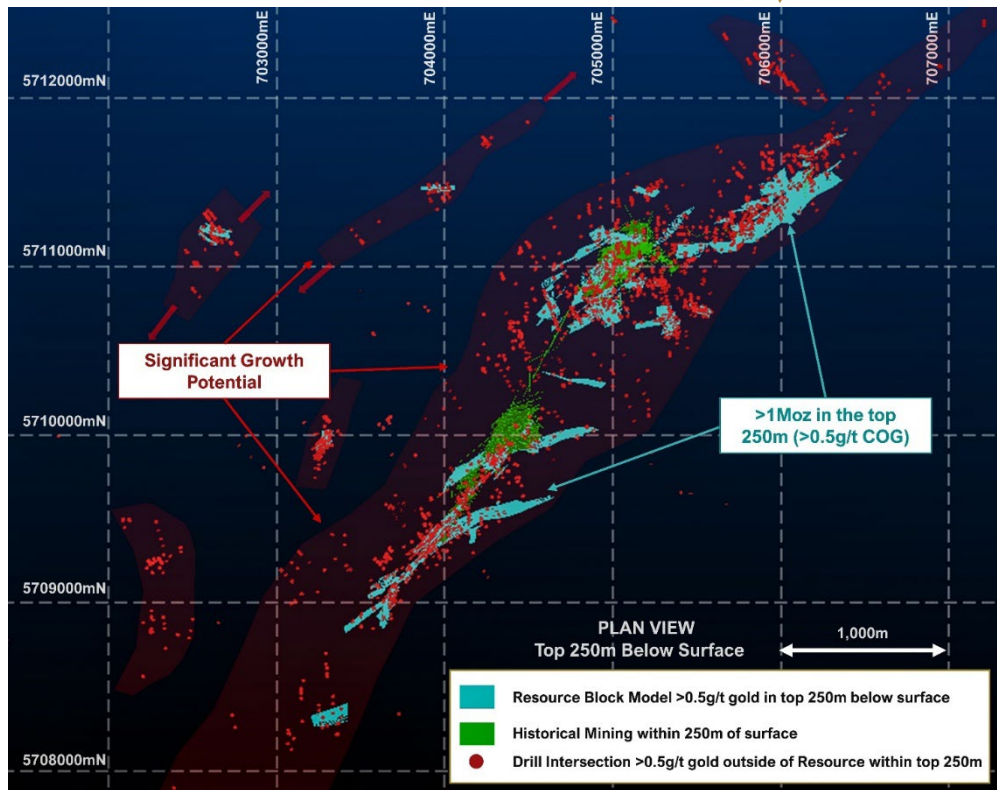 703000mE
704000mE
705000mE
706000mE
707000mE
5712000mN
5711000mN
Significant Growth
Potential
5710000mN
>1Moz in the top
250m (>0.5g/t COG)
5709000mN
PLAN VIEW
Top 250m Below Surface
1,000m
Resource Block Model >0.5g/t gold in top 250m below surface
Historical Mining within 250m of surface
Drill Intersection >0.5g/t gold outside of Resource within top 250m
5708000mN